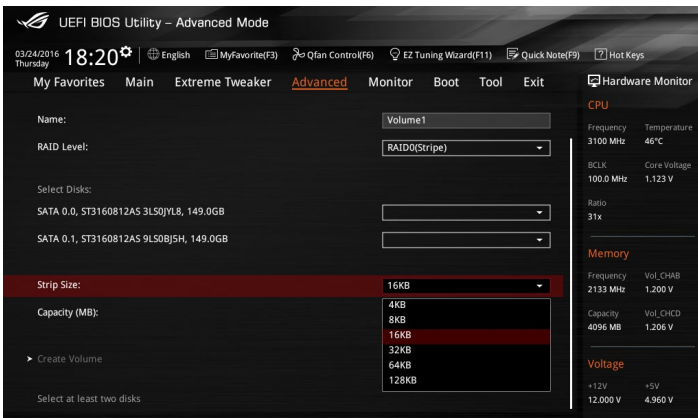 UEFI BIOS Utility – Advanced Mode
03/24/2016 Thursday 18:20 English MyFavorite(F3) Qfan Control(F6) EZ Tuning Wizard(F11) Quick Note(F9) ? Hot Keys
My Favorites Main Extreme Tweaker Advanced Monitor Boot Tool Exit
Name: Volume1
RAID Level: RAID0(Stripe)
Select Disks:
SATA 0.0, ST3160812AS 3LS0JYL8, 149.0GB
SATA 0.1, ST3160812AS 9LS0BJ5H, 149.0GB
Strip Size: 16KB
4KB
8KB
16KB
32KB
64KB
128KB
Capacity (MB):
Create Volume
Select at least two disks
Hardware Monitor
CPU
Frequency Temperature
3100 MHz 46°C
BCLK Core Voltage
100.0 MHz 1.123 V
Ratio
31x
Memory
Frequency Vol_CHAB
2133 MHz 1.200 V
Capacity Vol_CHCD
4096 MB 1.206 V
Voltage
+12V +5V
12.000 V 4.960 V